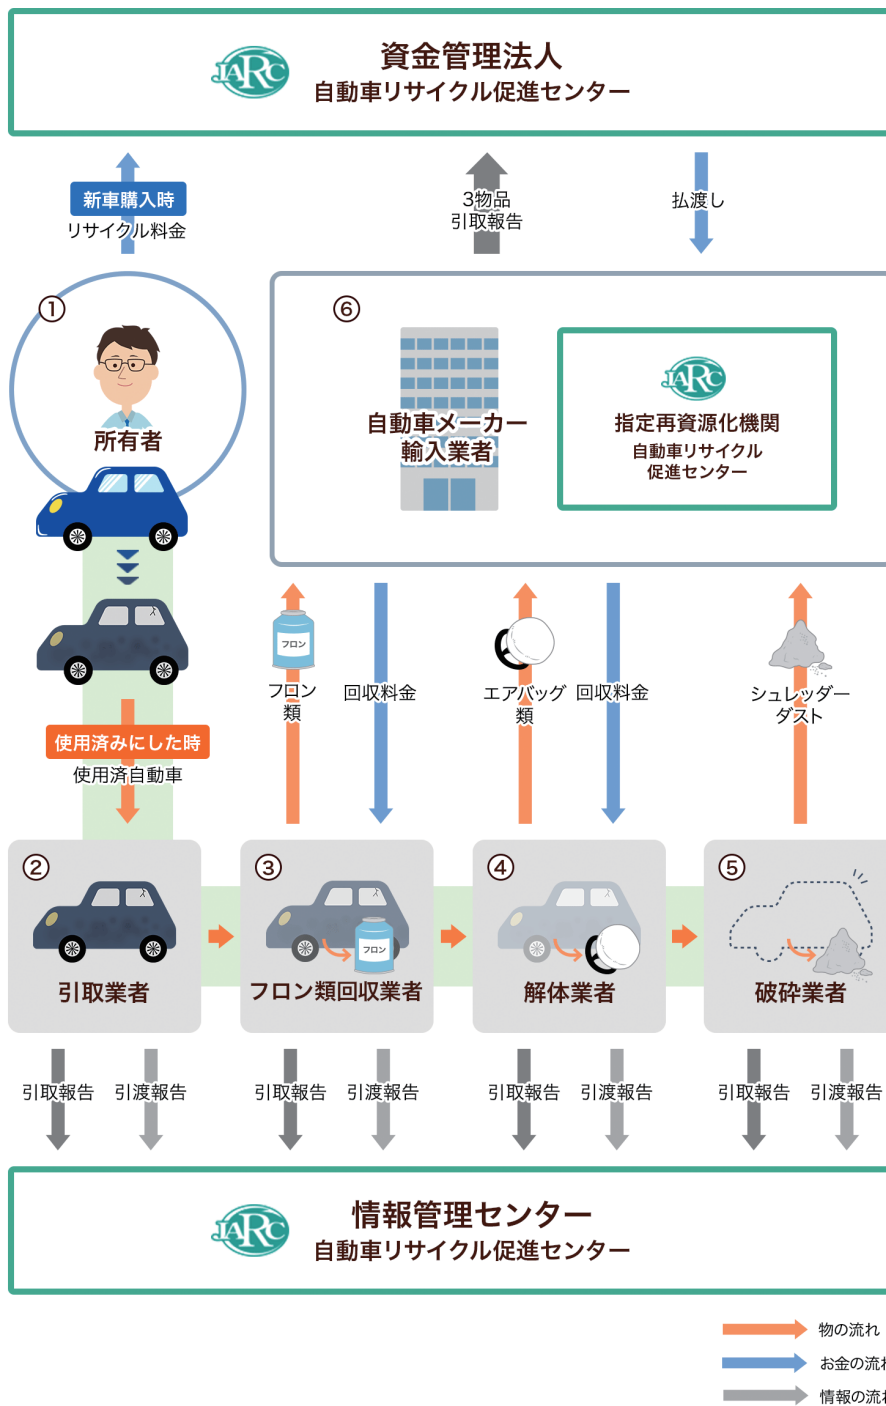 JARC
資金管理法人
自動車リサイクル促進センター
新車購入時
リサイクル料金
3物品
引取報告
払渡し
①
所有者
⑥
自動車メーカー
輸入業者
JARC
指定再資源化機関
自動車リサイクル
促進センター
フロン
フロン
類
回収料金
エアバッグ
類
回収料金
シュレッダー
ダスト
使用済みにした時
使用済自動車
②
引取業者
③
フロン
フロン類回収業者
④
解体業者
⑤
破砕業者
引取報告
引渡報告
引取報告
引渡報告
引取報告
引渡報告
引取報告
引渡報告
JARC
情報管理センター
自動車リサイクル促進センター
物の流れ
お金の流れ
情報の流れ